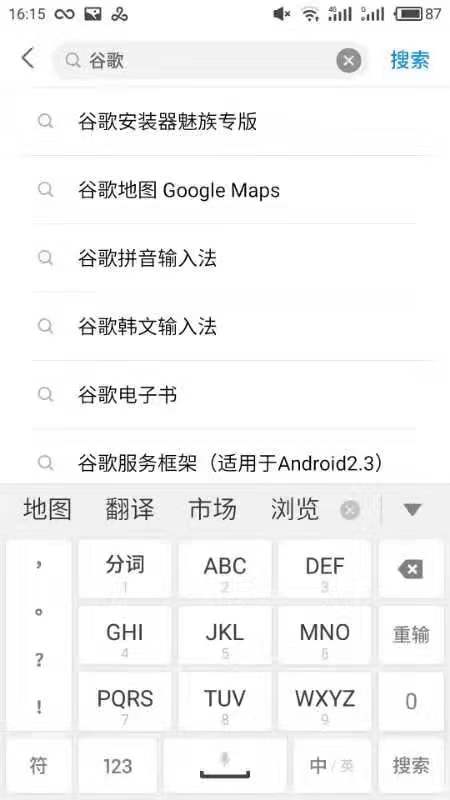 16:15 4G 87
谷歌 搜索
谷歌安装器魅族专版
谷歌地图 Google Maps
谷歌拼音输入法
谷歌韩文输入法
谷歌电子书
谷歌服务框架（适用于Android2.3）
地图 翻译 市场 浏览
， 分词 ABC DEF
1 2 3
。 GHI JKL MNO 重输
4 5 6
？ PQRS TUV WXYZ 0
！ 7 8 9
符 123 中/英 搜索